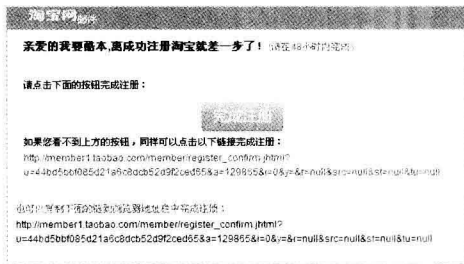 淘宝网
亲爱的我要酷本,离成功注册淘宝就差一步了!
请点击下面的按钮完成注册:
完成注册
如果您看不到上方的按钮,同样可以点击以下链接完成注册:
http://member1.taobao.com/member/register_confirm.jhtml?
u=44bd5bbf085d21a6c8dcb52d9f2ced65&a=129865&i=0&y=&r=null&src=null&st=null&tu=null
http://member1.taobao.com/member/register_confirm.jhtml?
u=44bd5bbf085d21a6c8dcb52d9f2ced65&a=129865&i=0&y=&r=null&src=null&st=null&tu=null